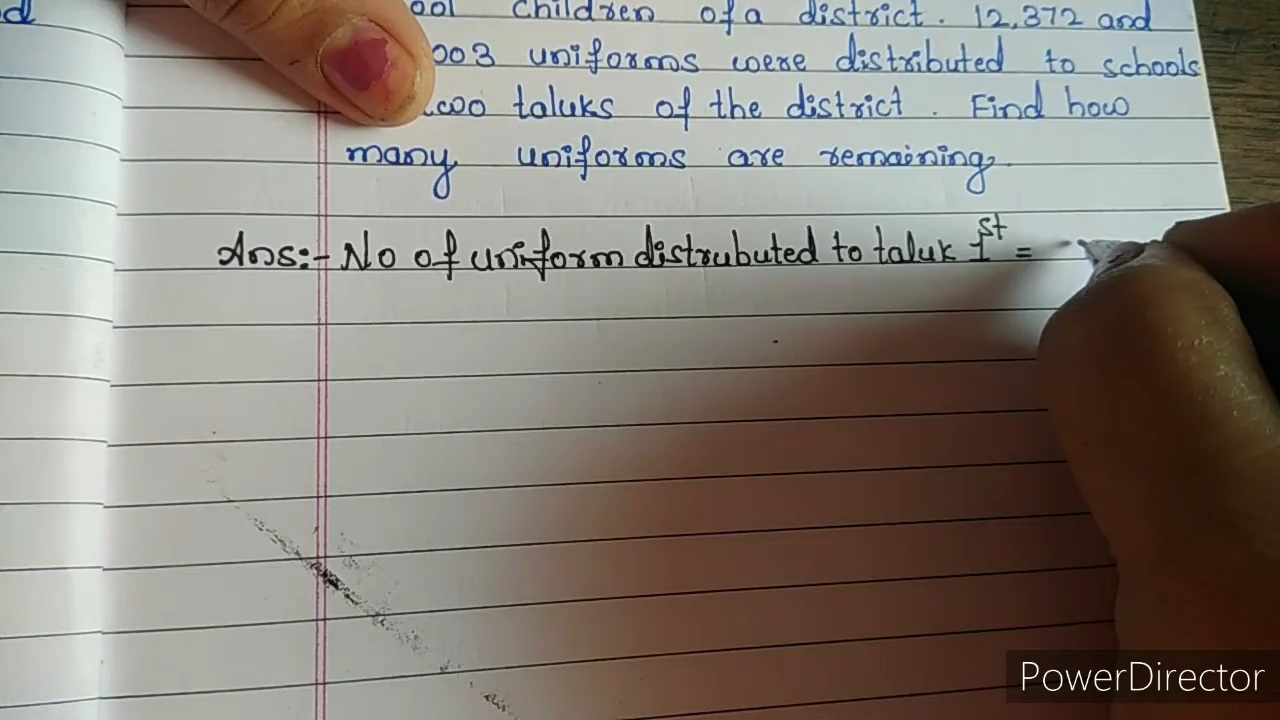 d
ool children of a district. 12,372 and
003 uniforms were distributed to schools
taluks of the district. Find how
many uniforms are remaining.
Ans:- No of uniform distrubuted to taluk 1st =
PowerDirector